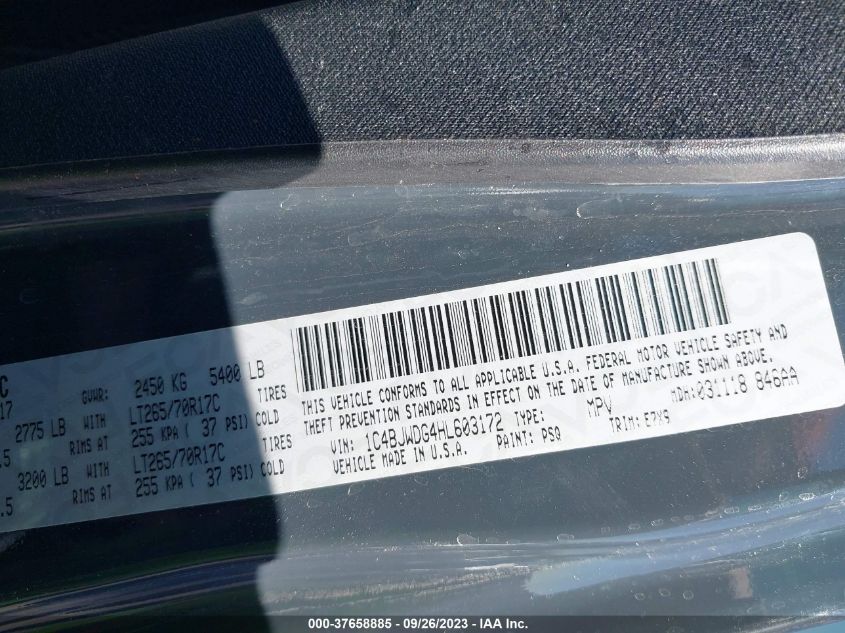 C
17
GVWR: 2450 KG 5400 LB
2775 LB WITH LT265/70R17C TIRES
.5 RIMS AT 255 KPA ( 37 PSI) COLD
3200 LB WITH LT265/70R17C TIRES
.5 RIMS AT 255 KPA ( 37 PSI) COLD
THIS VEHICLE CONFORMS TO ALL APPLICABLE U.S.A. FEDERAL MOTOR VEHICLE SAFETY AND
THEFT PREVENTION STANDARDS IN EFFECT ON THE DATE OF MANUFACTURE SHOWN ABOVE.
VIN: 1C4BJWDG4HL603172 TYPE: MPV MDH: 031118 846AA
VEHICLE MADE IN U.S.A. PAINT: PSQ TRIM: E7X9
000-37658885 - 09/26/2023 - IAA Inc.